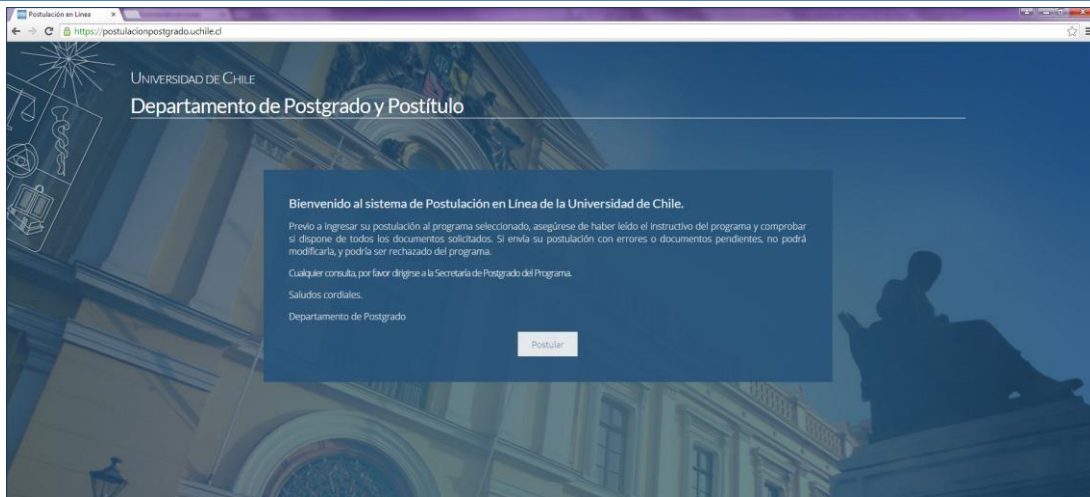 Postulación en Línea
https://postulacionpostgrado.uchile.cl
UNIVERSIDAD DE CHILE
Departamento de Postgrado y Postítulo
Bienvenido al sistema de Postulación en Línea de la Universidad de Chile.
Previo a ingresar su postulación al programa seleccionado, asegúrese de haber leído el instructivo del programa y comprobar
si dispone de todos los documentos solicitados. Si envía su postulación con errores o documentos pendientes, no podrá
modificarla, y podría ser rechazado del programa.
Cualquier consulta, por favor dirigirse a la Secretaría de Postgrado del Programa.
Saludos cordiales.
Departamento de Postgrado
Postular